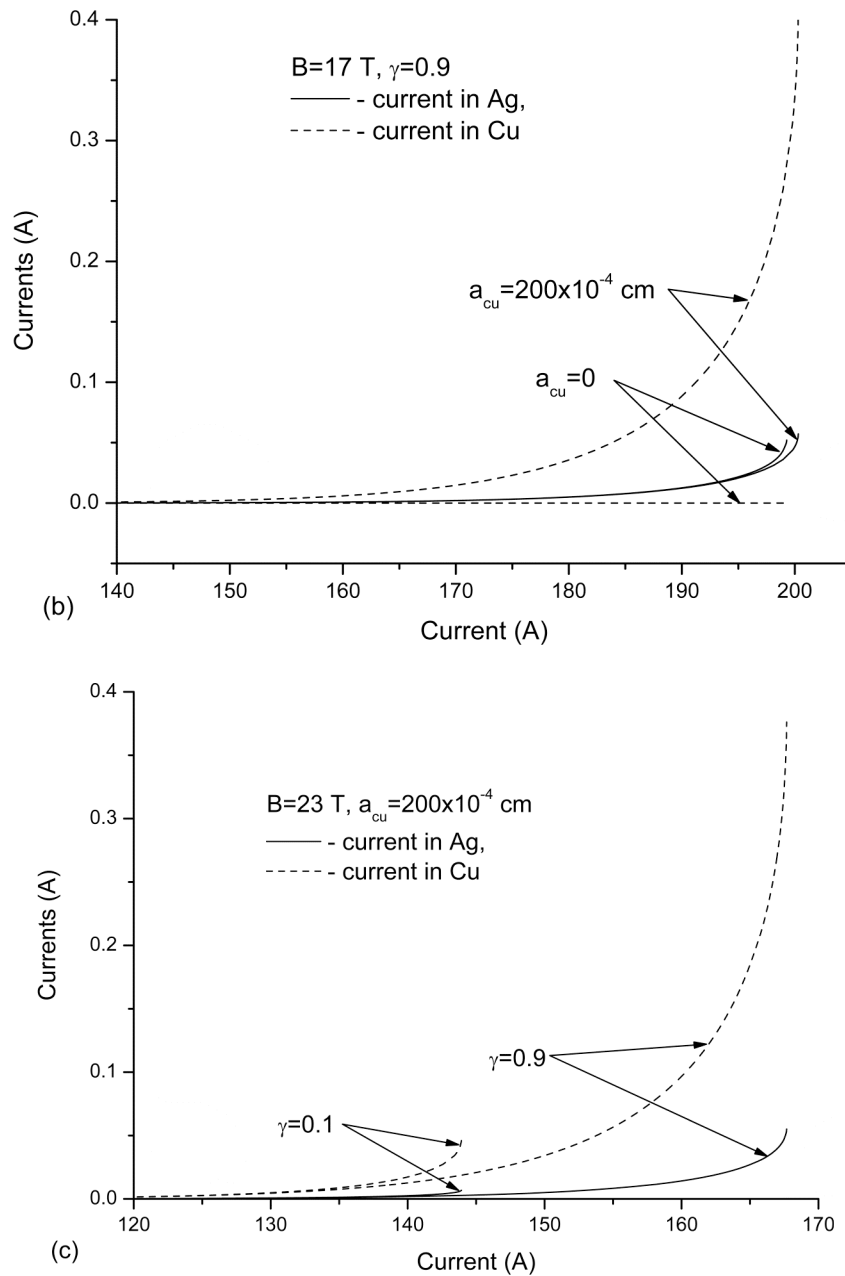 0.4
B=17 T, γ=0.9
- current in Ag,
- current in Cu
0.3
Currents (A)
0.2
a_cu=200x10⁻⁴ cm
0.1
a_cu=0
0.0
140 150 160 170 180 190 200
(b)
Current (A)
0.4
0.3
B=23 T, a_cu=200x10⁻⁴ cm
- current in Ag,
- current in Cu
Currents (A)
0.2
0.1
γ=0.9
γ=0.1
0.0
120 130 140 150 160 170
(c)
Current (A)